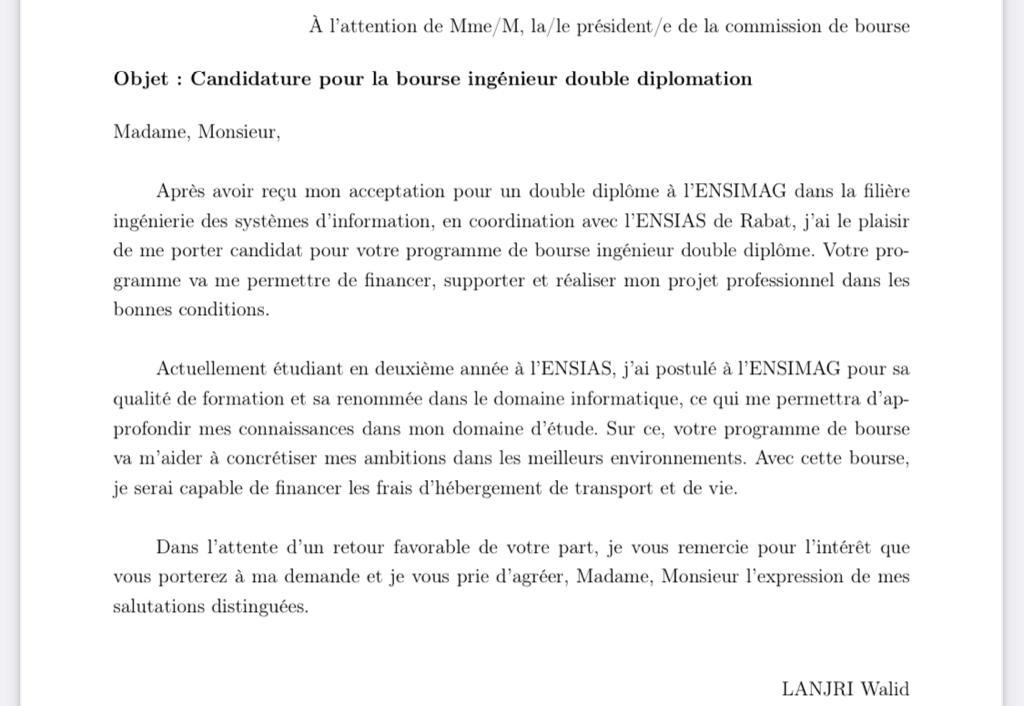 À l'attention de Mme/M, la/le président/e de la commission de bourse
Objet : Candidature pour la bourse ingénieur double diplomation
Madame, Monsieur,
Après avoir reçu mon acceptation pour un double diplôme à l'ENSIMAG dans la filière
ingénierie des systèmes d'information, en coordination avec l'ENSIAS de Rabat, j'ai le plaisir
de me porter candidat pour votre programme de bourse ingénieur double diplôme. Votre pro-
gramme va me permettre de financer, supporter et réaliser mon projet professionnel dans les
bonnes conditions.
Actuellement étudiant en deuxième année à l'ENSIAS, j'ai postulé à l'ENSIMAG pour sa
qualité de formation et sa renommée dans le domaine informatique, ce qui me permettra d'ap-
profondir mes connaissances dans mon domaine d'étude. Sur ce, votre programme de bourse
va m'aider à concrétiser mes ambitions dans les meilleurs environnements. Avec cette bourse,
je serai capable de financer les frais d'hébergement de transport et de vie.
Dans l'attente d'un retour favorable de votre part, je vous remercie pour l'intérêt que
vous porterez à ma demande et je vous prie d'agréer, Madame, Monsieur l'expression de mes
salutations distinguées.
LANJRI Walid